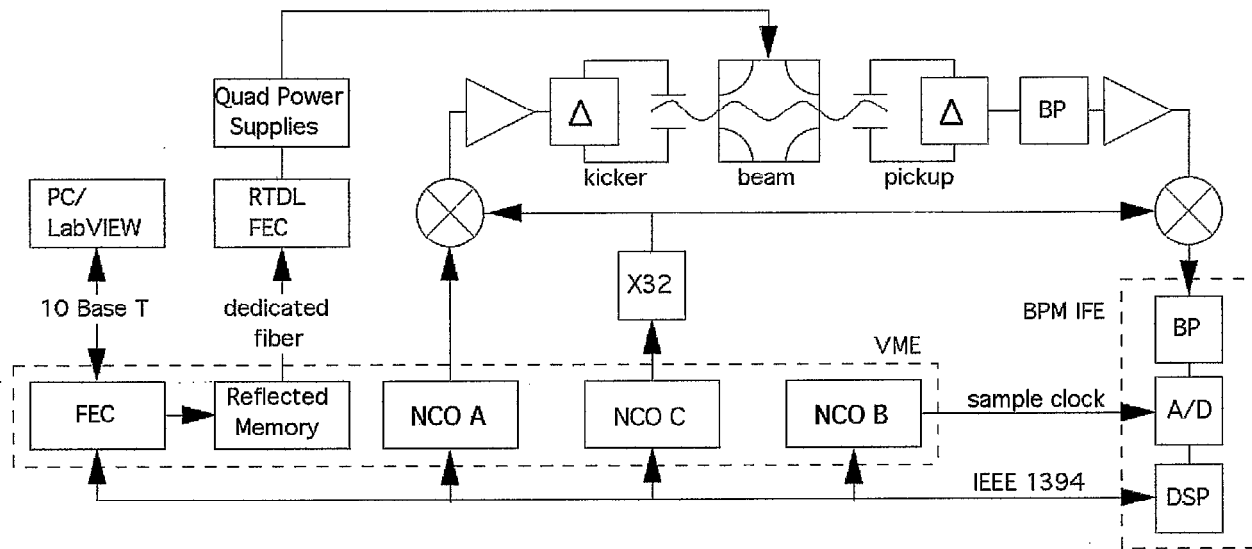 Quad Power
Supplies
Δ
Δ
BP
kicker
beam
pickup
PC/
LabVIEW
RTDL
FEC
X32
10 Base T
dedicated
fiber
BPM IFE
BP
VME
FEC
Reflected
Memory
NCO A
NCO C
NCO B
sample clock
A/D
IEEE 1394
DSP